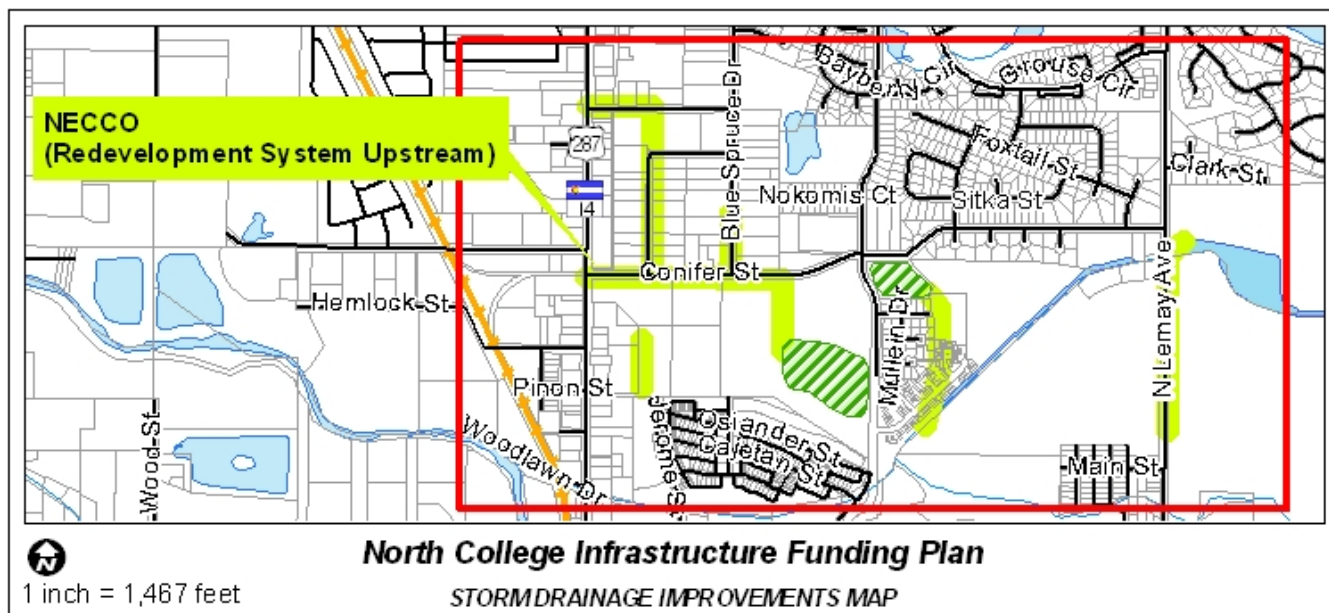 Bayberry Cir
Grouse Cir
NECCO
(Redevelopment System Upstream)
287
14
Blue Spruce Dr
Foxtail St
Clark St
Nokomis Ct
Sitka St
Conifer St
Hemlock St
N Lemay Ave
Mullein Dr
Pinon St
Jerome St
Osiander St
Cajetan St
Woodlawn Dr
Wood St
Main St
N
North College Infrastructure Funding Plan
1 inch = 1,467 feet
STORM DRAINAGE IMPROVEMENTS MAP